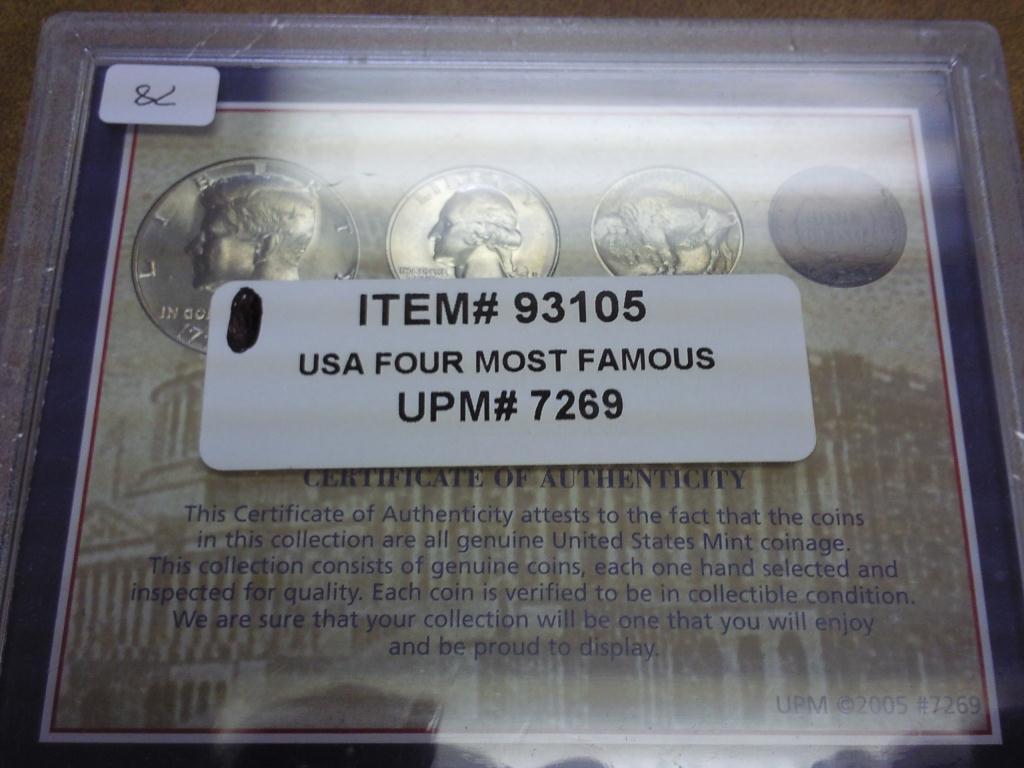 82
LIBERTY
LIBERTY
IN GO
ITEM# 93105
USA FOUR MOST FAMOUS
UPM# 7269
CERTIFICATE OF AUTHENTICITY
This Certificate of Authenticity attests to the fact that the coins
in this collection are all genuine United States Mint coinage.
This collection consists of genuine coins, each one hand selected and
inspected for quality. Each coin is verified to be in collectible condition.
We are sure that your collection will be one that you will enjoy
and be proud to display.
UPM ©2005 #7269